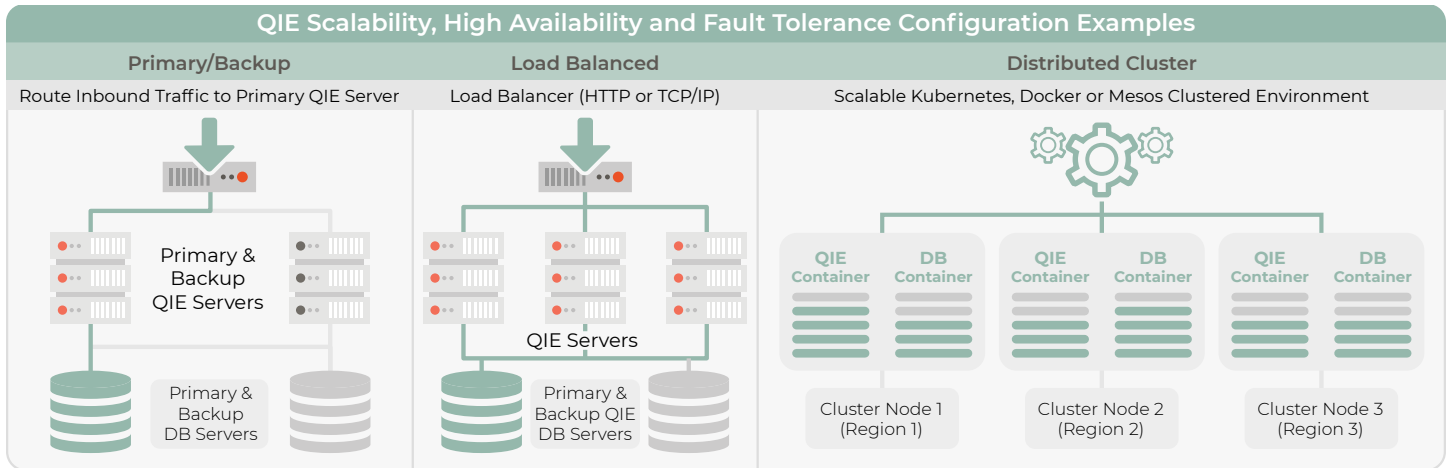 QIE Scalability, High Availability and Fault Tolerance Configuration Examples
Primary/Backup
Route Inbound Traffic to Primary QIE Server
Primary &
Backup
QIE Servers
Primary &
Backup
DB Servers
Load Balanced
Load Balancer (HTTP or TCP/IP)
QIE Servers
Primary &
Backup QIE
DB Servers
Distributed Cluster
Scalable Kubernetes, Docker or Mesos Clustered Environment
QIE
Container
DB
Container
QIE
Container
DB
Container
QIE
Container
DB
Container
Cluster Node 1
(Region 1)
Cluster Node 2
(Region 2)
Cluster Node 3
(Region 3)